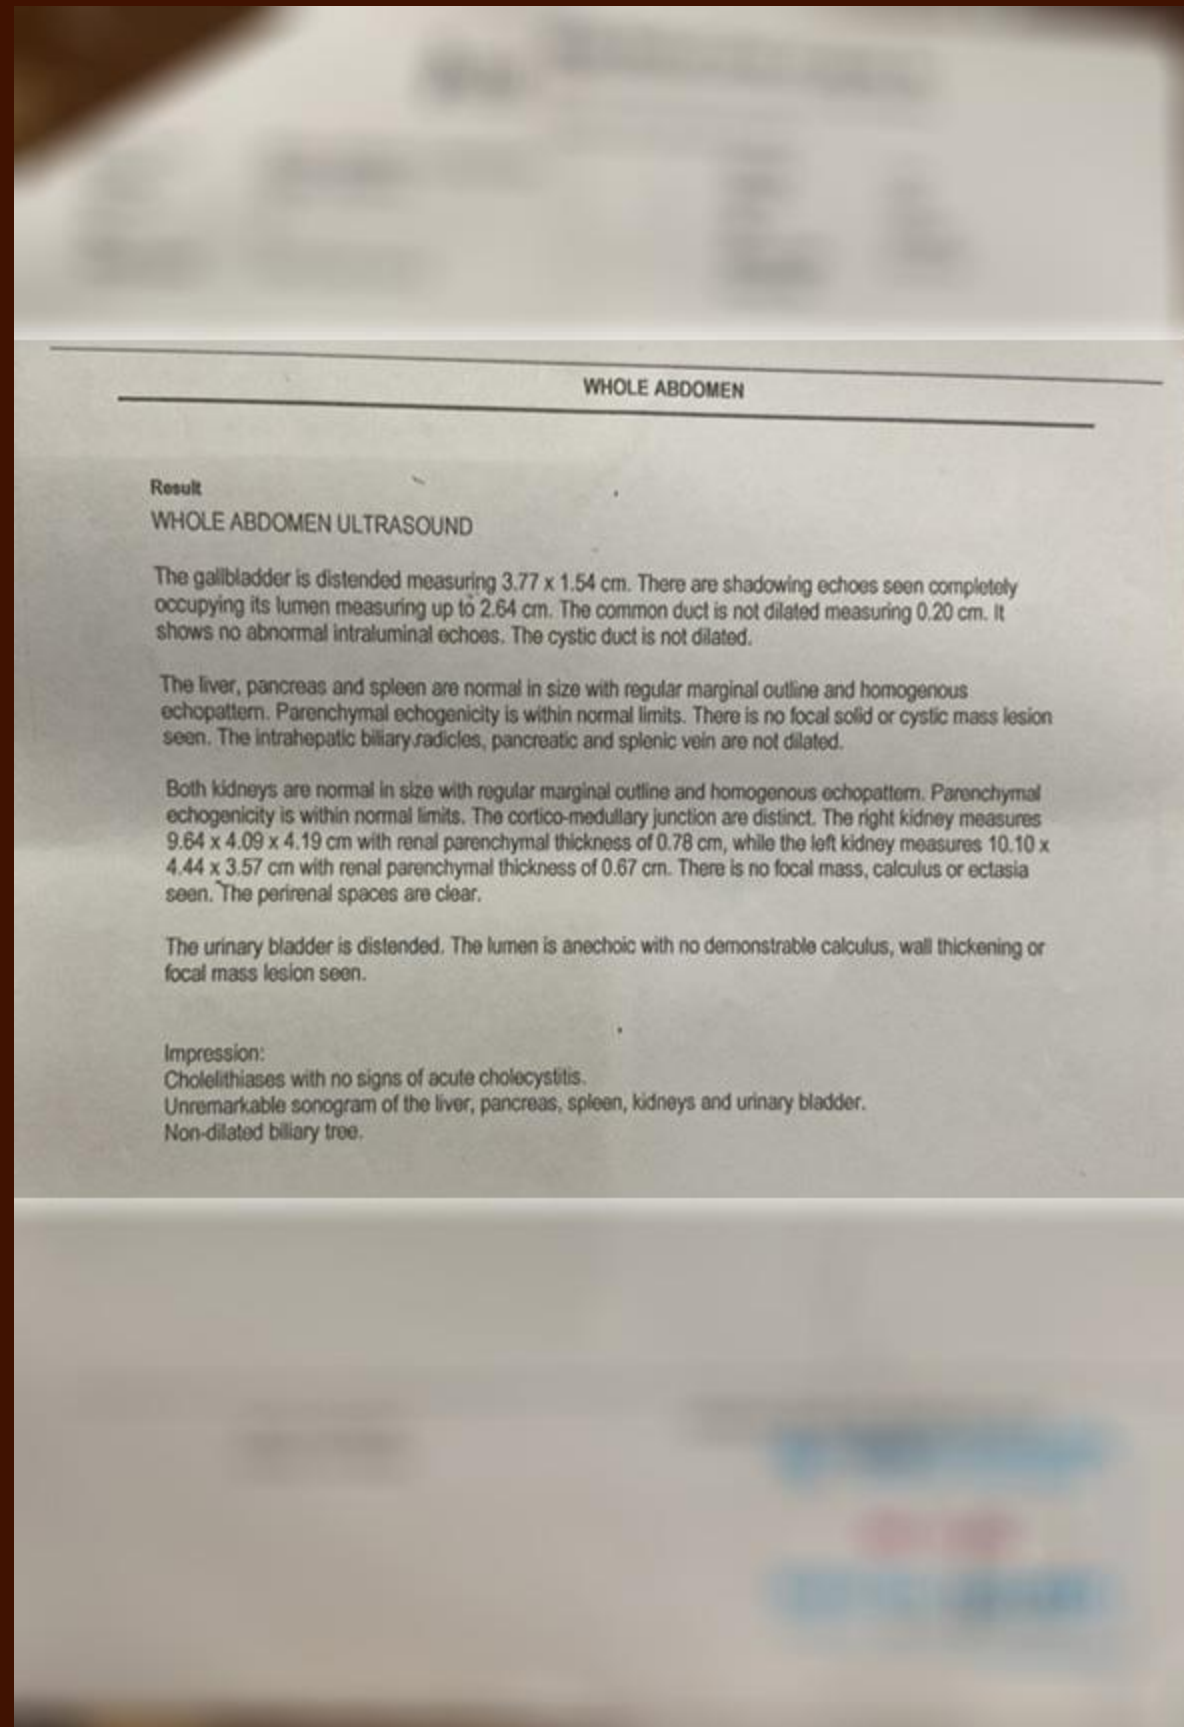 WHOLE ABDOMEN
Result
WHOLE ABDOMEN ULTRASOUND
The gallbladder is distended measuring 3.77 x 1.54 cm. There are shadowing echoes seen completely
occupying its lumen measuring up to 2.64 cm. The common duct is not dilated measuring 0.20 cm. It
shows no abnormal intraluminal echoes. The cystic duct is not dilated.
The liver, pancreas and spleen are normal in size with regular marginal outline and homogenous
echopattern. Parenchymal echogenicity is within normal limits. There is no focal solid or cystic mass lesion
seen. The intrahepatic biliary radicles, pancreatic and splenic vein are not dilated.
Both kidneys are normal in size with regular marginal outline and homogenous echopattern. Parenchymal
echogenicity is within normal limits. The cortico-medullary junction are distinct. The right kidney measures
9.64 x 4.09 x 4.19 cm with renal parenchymal thickness of 0.78 cm, while the left kidney measures 10.10 x
4.44 x 3.57 cm with renal parenchymal thickness of 0.67 cm. There is no focal mass, calculus or ectasia
seen. The perirenal spaces are clear.
The urinary bladder is distended. The lumen is anechoic with no demonstrable calculus, wall thickening or
focal mass lesion seen.
Impression:
Cholelithiases with no signs of acute cholecystitis.
Unremarkable sonogram of the liver, pancreas, spleen, kidneys and urinary bladder.
Non-dilated biliary tree.